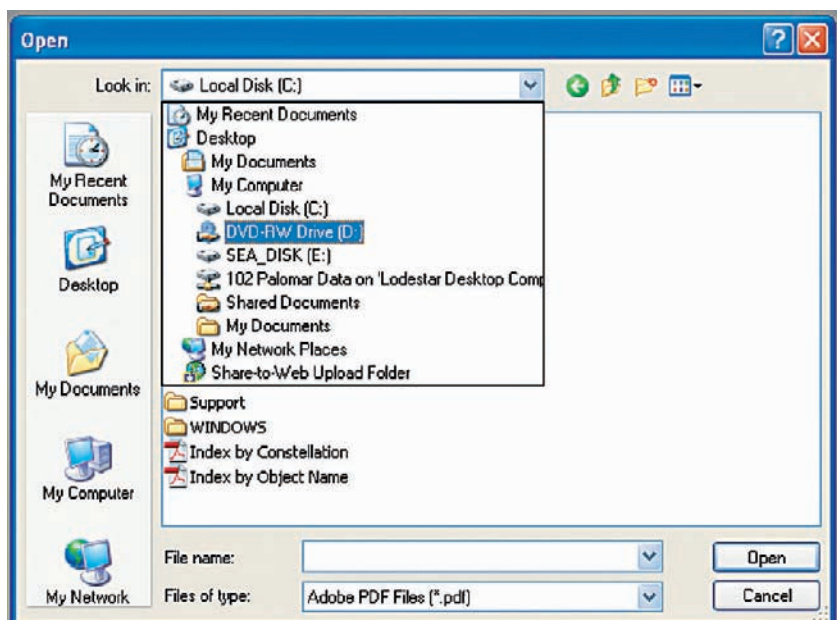 Open
Look in:
Local Disk (C:)
My Recent Documents
Desktop
My Documents
My Computer
Local Disk (C:)
DVD-RW Drive (D:)
SEA_DISK (E:)
102 Palomar Data on 'Lodestar Desktop Comp
Shared Documents
My Documents
My Network Places
Share-to-Web Upload Folder
Support
WINDOWS
Index by Constellation
Index by Object Name
My Recent
Documents
Desktop
My Documents
My Computer
My Network
File name:
Open
Files of type:
Adobe PDF Files (*.pdf)
Cancel